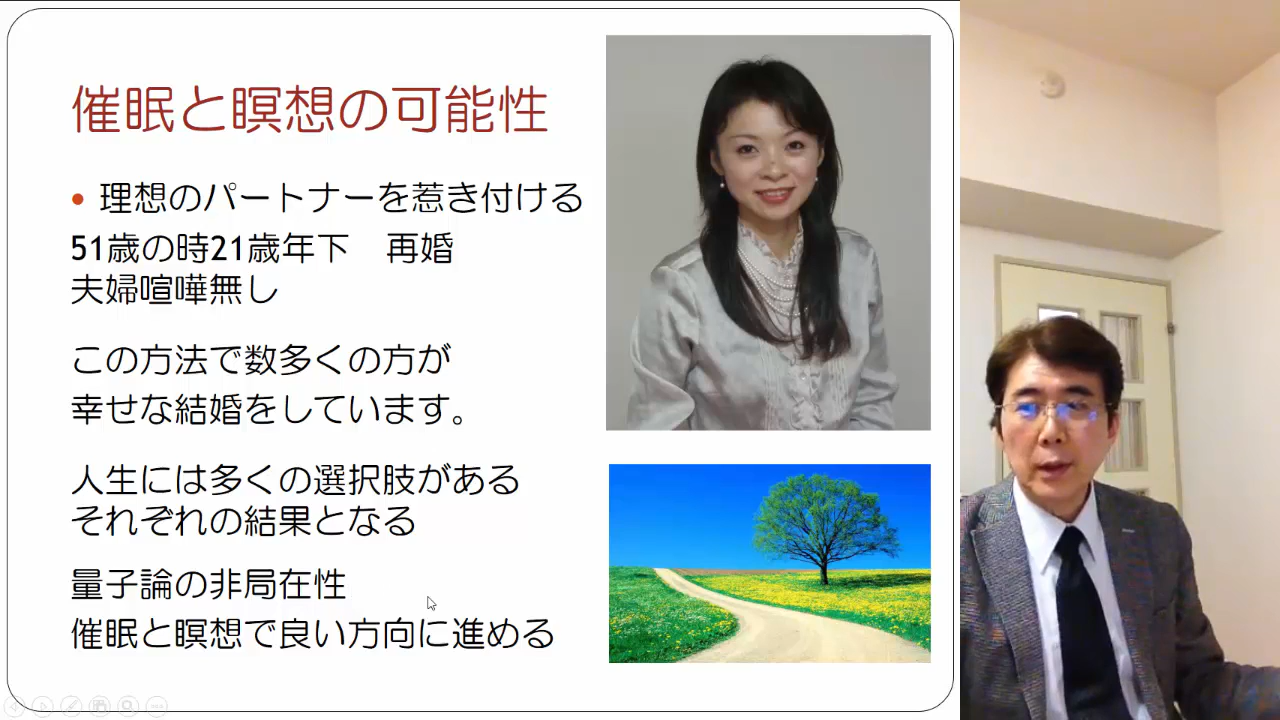 催眠と瞑想の可能性
• 理想のパートナーを惹き付ける
51歳の時21歳年下　再婚
夫婦喧嘩無し
この方法で数多くの方が
幸せな結婚をしています。
人生には多くの選択肢がある
それぞれの結果となる
量子論の非局在性
催眠と瞑想で良い方向に進める